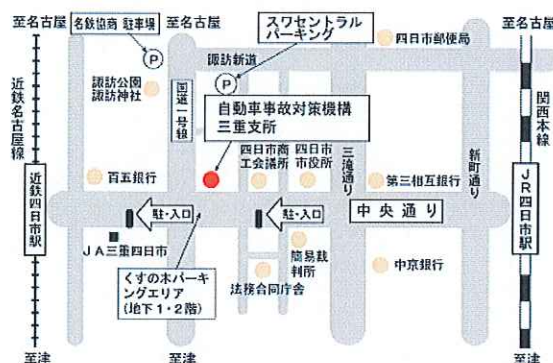 至名古屋
名鉄協商 駐車場
至名古屋
スワセントラル
パーキング
四日市郵便局
至名古屋
P
諏訪新道
P
近鉄名古屋線
諏訪公園
諏訪神社
国道一号線
自動車事故対策機構
三重支所
関西本線
百五銀行
四日市商
工会議所
四日市
市役所
三滝通り
第三相互銀行
新町通り
近鉄四日市駅
駐・入口
駐・入口
中央通り
JR四日市駅
JA三重四日市
くすの木パー
キングエリア
(地下1・2階)
簡易裁
判所
法務合同庁舎
中京銀行
至津
至津
至津